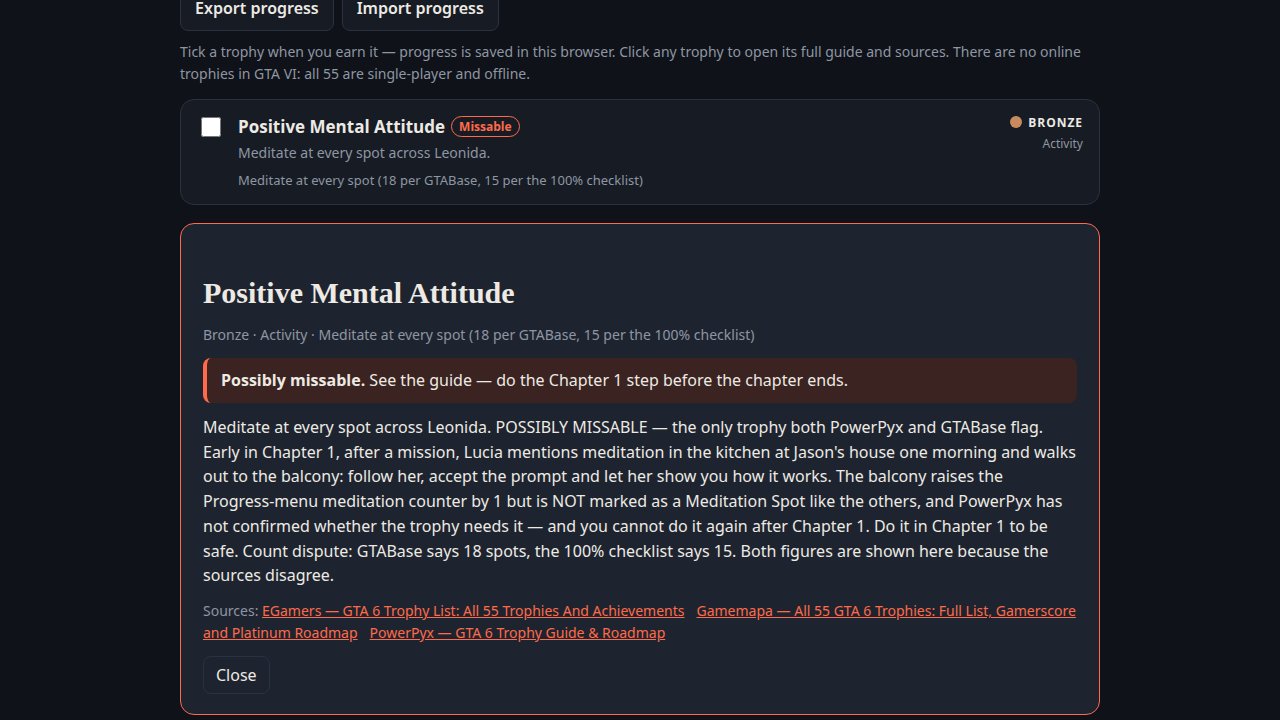 Export progress Import progress
Tick a trophy when you earn it — progress is saved in this browser. Click any trophy to open its full guide and sources. There are no online
trophies in GTA VI: all 55 are single-player and offline.
Positive Mental Attitude Missable BRONZE
Meditate at every spot across Leonida. Activity
Meditate at every spot (18 per GTABase, 15 per the 100% checklist)
Positive Mental Attitude
Bronze · Activity · Meditate at every spot (18 per GTABase, 15 per the 100% checklist)
Possibly missable. See the guide — do the Chapter 1 step before the chapter ends.
Meditate at every spot across Leonida. POSSIBLY MISSABLE — the only trophy both PowerPyx and GTABase flag.
Early in Chapter 1, after a mission, Lucia mentions meditation in the kitchen at Jason's house one morning and walks
out to the balcony: follow her, accept the prompt and let her show you how it works. The balcony raises the
Progress-menu meditation counter by 1 but is NOT marked as a Meditation Spot like the others, and PowerPyx has
not confirmed whether the trophy needs it — and you cannot do it again after Chapter 1. Do it in Chapter 1 to be
safe. Count dispute: GTABase says 18 spots, the 100% checklist says 15. Both figures are shown here because the
sources disagree.
Sources: EGamers — GTA 6 Trophy List: All 55 Trophies And Achievements Gamemapa — All 55 GTA 6 Trophies: Full List, Gamerscore
and Platinum Roadmap PowerPyx — GTA 6 Trophy Guide & Roadmap
Close